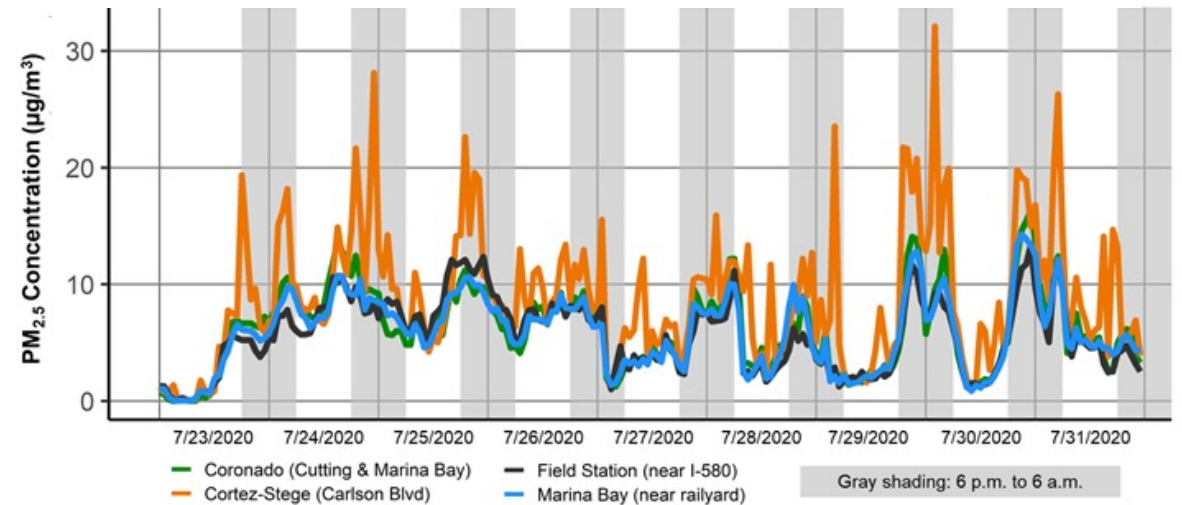 PM2.5 Concentration (µg/m³)
30
20
10
0
7/23/2020 7/24/2020 7/25/2020 7/26/2020 7/27/2020 7/28/2020 7/29/2020 7/30/2020 7/31/2020
Coronado (Cutting & Marina Bay)
Cortez-Stege (Carlson Blvd)
Field Station (near I-580)
Marina Bay (near railyard)
Gray shading: 6 p.m. to 6 a.m.